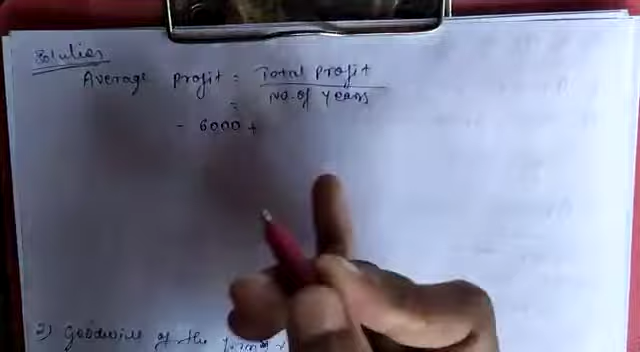 Solution
Average Profit = Total Profit
No. of Years
=
- 6000 +
2) Goodwill of the